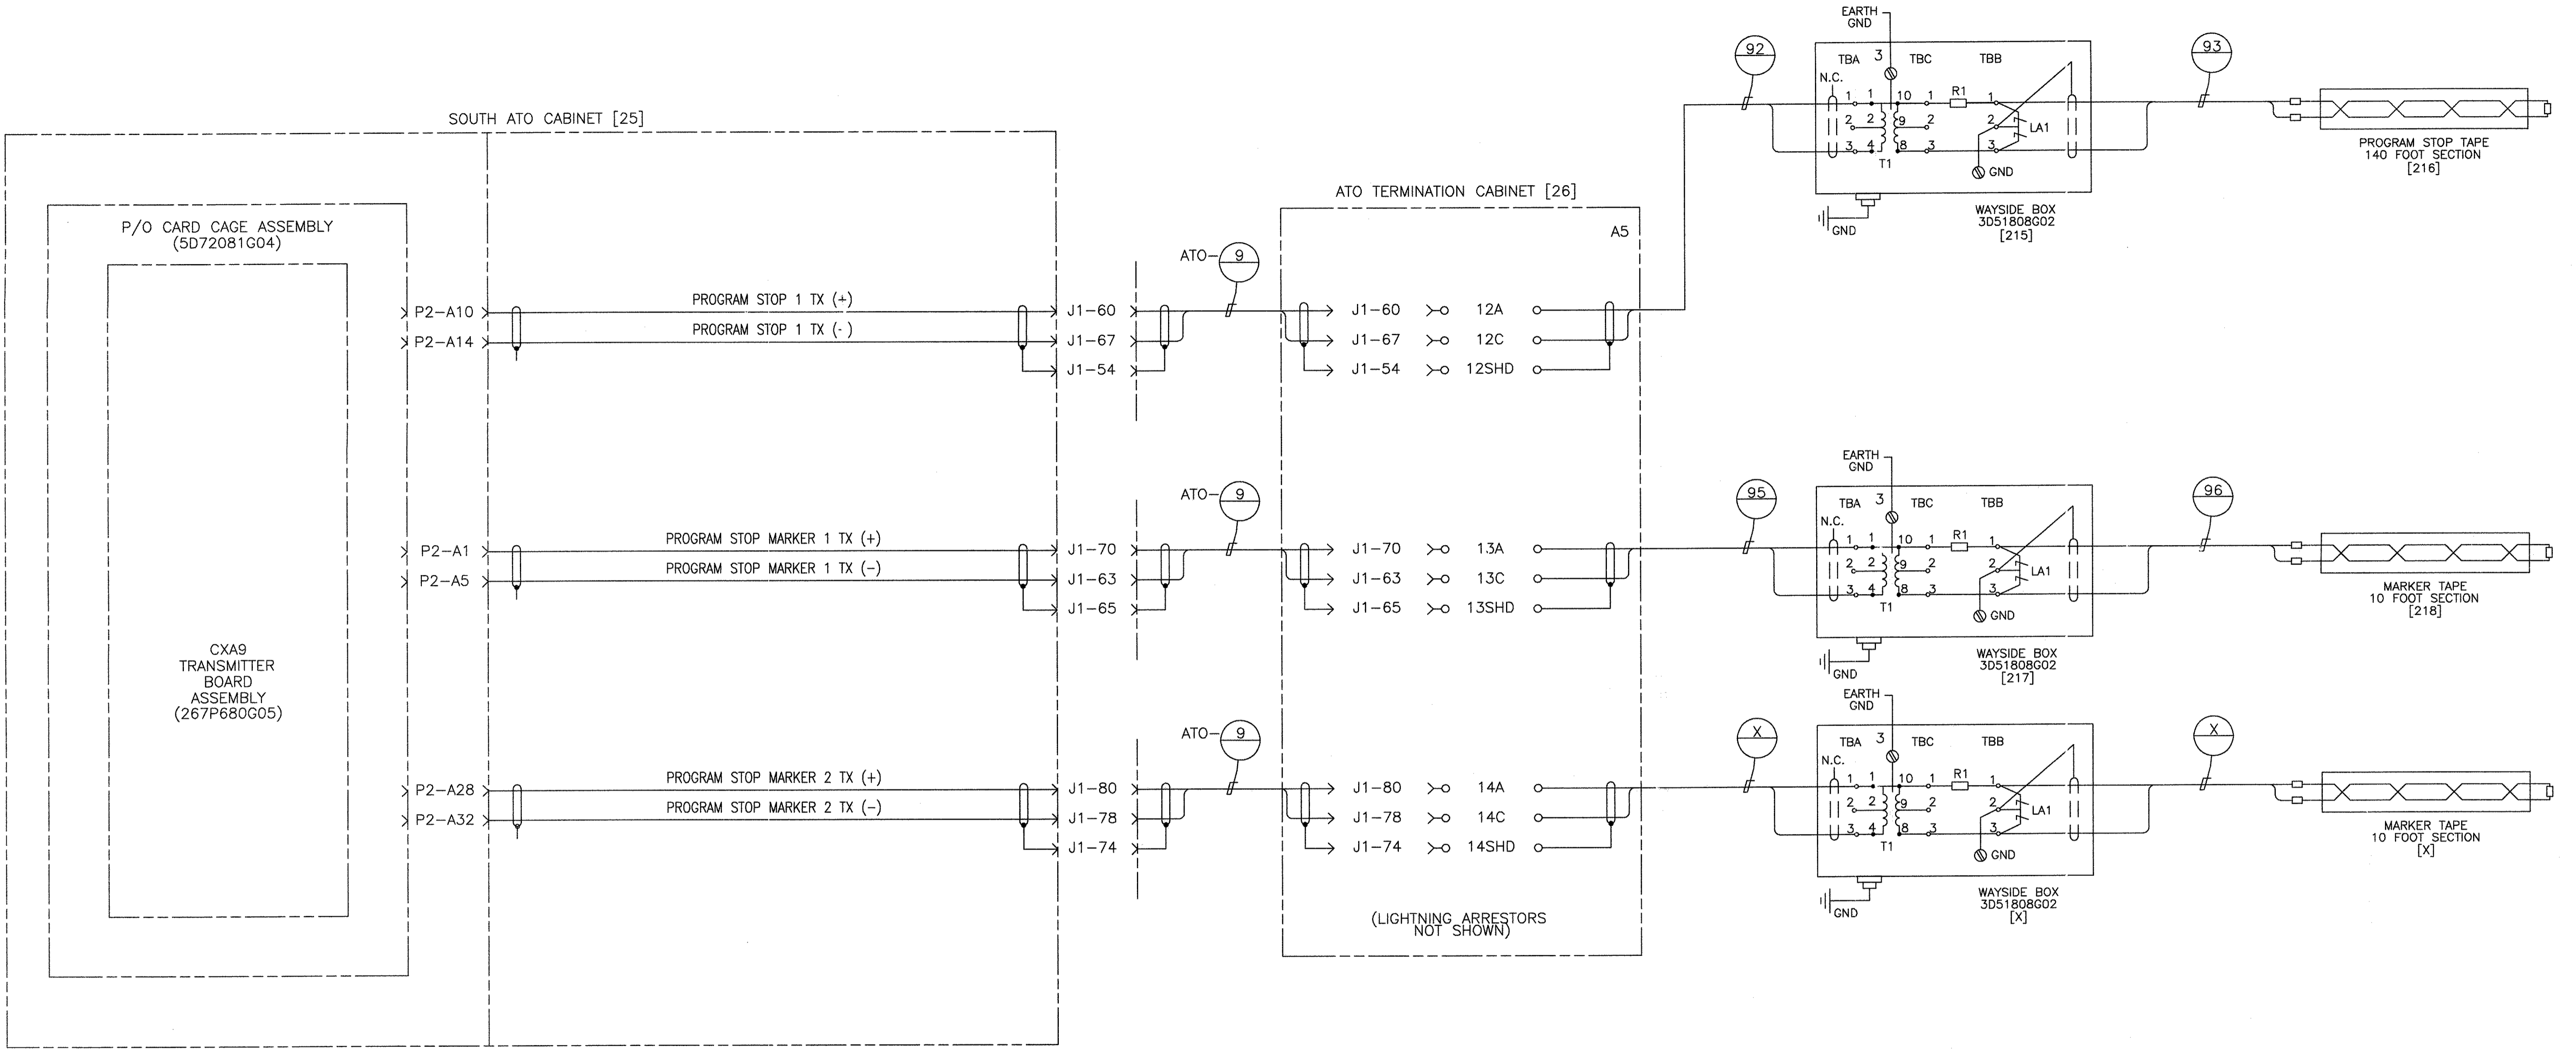 SOUTH ATO CABINET [25]
P/O CARD CAGE ASSEMBLY
(5D72081G04)
CXA9
TRANSMITTER
BOARD
ASSEMBLY
(267P680G05)
P2-A10
P2-A14
PROGRAM STOP 1 TX (+)
PROGRAM STOP 1 TX (-)
J1-60
J1-67
J1-54
ATO-
9
P2-A1
P2-A5
PROGRAM STOP MARKER 1 TX (+)
PROGRAM STOP MARKER 1 TX (-)
J1-70
J1-63
J1-65
ATO-
9
P2-A28
P2-A32
PROGRAM STOP MARKER 2 TX (+)
PROGRAM STOP MARKER 2 TX (-)
J1-80
J1-78
J1-74
ATO-
9
ATO TERMINATION CABINET [26]
A5
J1-60 12A
J1-67 12C
J1-54 12SHD
J1-70 13A
J1-63 13C
J1-65 13SHD
J1-80 14A
J1-78 14C
J1-74 14SHD
(LIGHTNING ARRESTORS
NOT SHOWN)
92
EARTH
GND
TBA 3 TBC TBB
N.C.
1 1 10 1 R1 1
2 2 9 2 2 LA1
3 4 8 3 3
T1
GND
GND
WAYSIDE BOX
3D51808G02
[215]
93
PROGRAM STOP TAPE
140 FOOT SECTION
[216]
95
EARTH
GND
TBA 3 TBC TBB
N.C.
1 1 10 1 R1 1
2 2 9 2 2 LA1
3 4 8 3 3
T1
GND
GND
WAYSIDE BOX
3D51808G02
[217]
96
MARKER TAPE
10 FOOT SECTION
[218]
X
EARTH
GND
TBA 3 TBC TBB
N.C.
1 1 10 1 R1 1
2 2 9 2 2 LA1
3 4 8 3 3
T1
GND
GND
WAYSIDE BOX
3D51808G02
[X]
X
MARKER TAPE
10 FOOT SECTION
[X]